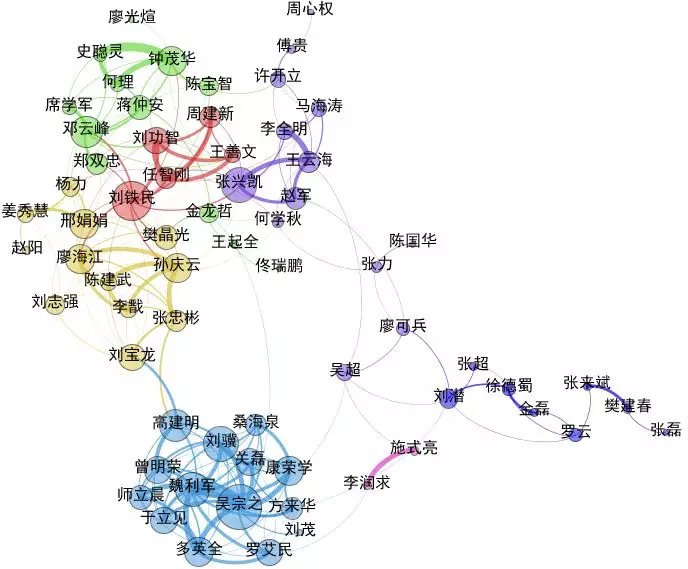 周心权
廖光煊
傅贵
史聪灵
钟茂华
许开立
何理
陈宝智
席学军
蒋仲安
马海涛
周建新
邓云峰
李全明
刘功智
王善文
王云海
郑双忠
任智刚
张兴凯
杨力
刘铁民
赵军
姜秀慧
邢娟娟
金龙哲
何学秋
赵阳
樊晶光
王起全
陈国华
廖海江
孙庆云
佟瑞鹏
张力
陈建武
刘志强
李戬
张忠彬
廖可兵
刘宝龙
吴超
张超
刘潜
徐德蜀
张来斌
金磊
樊建春
高建明
桑海泉
罗云
张磊
刘骥
施式亮
关磊
曾明荣
康荣学
魏利军
李润求
师立晨
吴宗之
方来华
于立见
刘茂
多英全
罗艾民